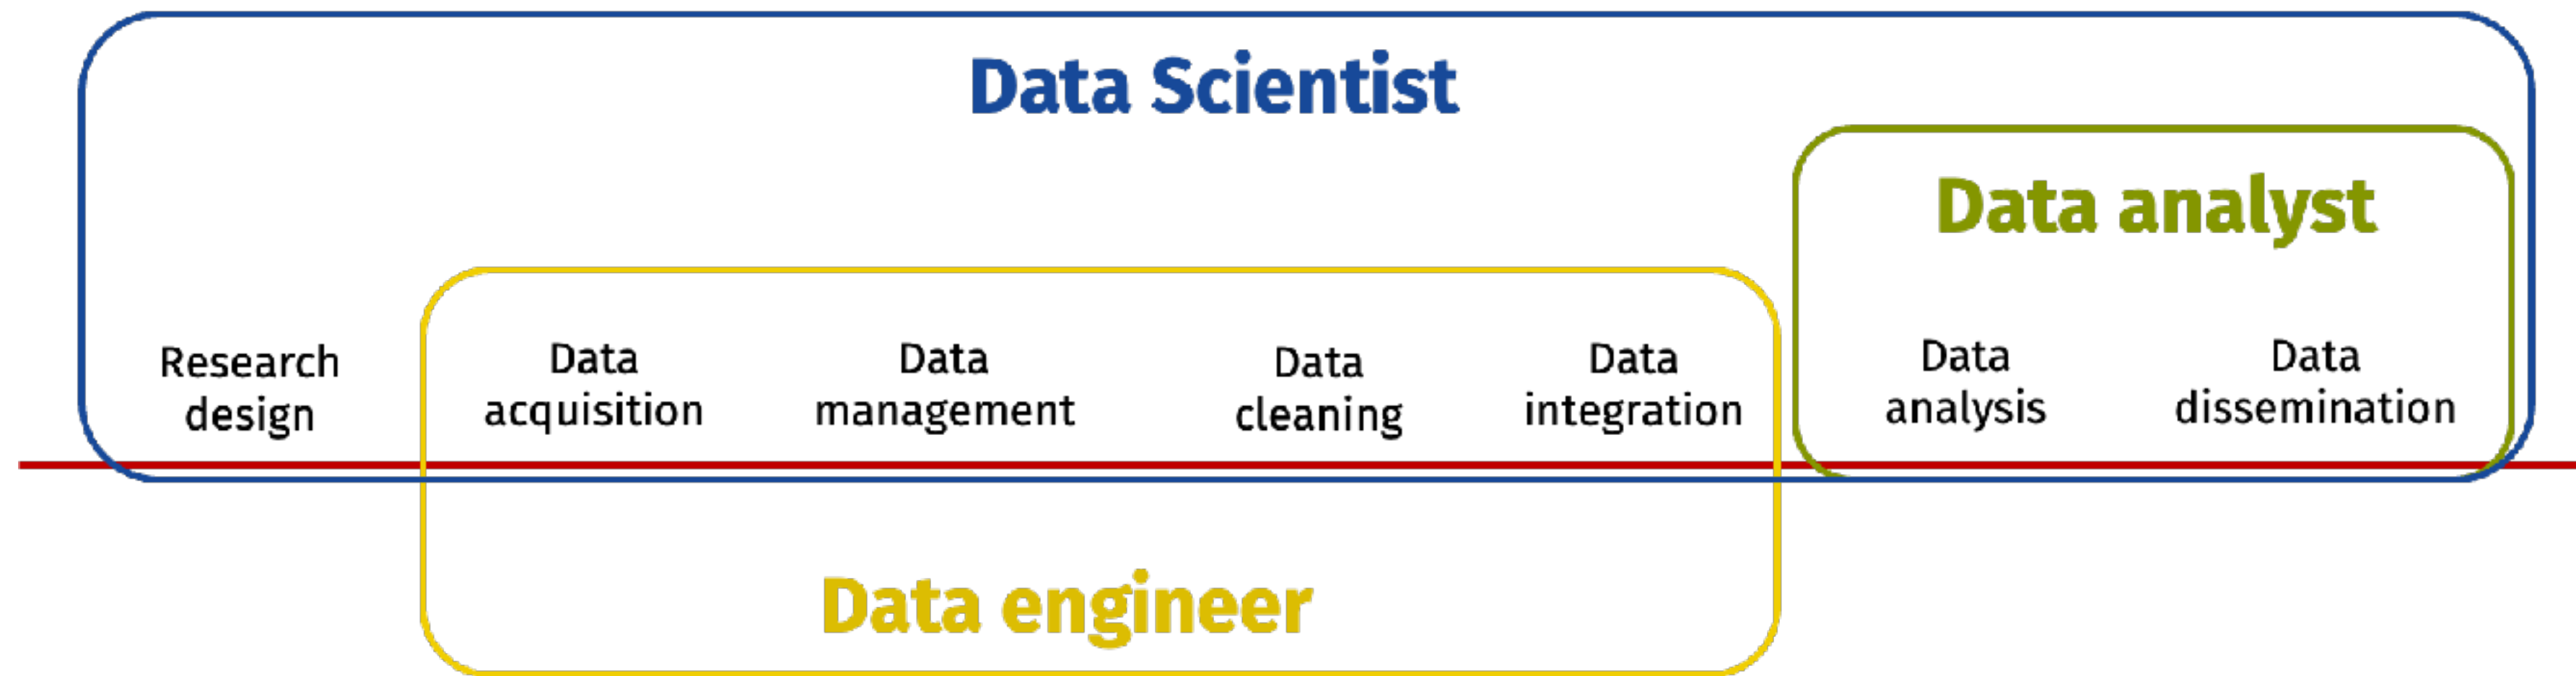 Data Scientist
Data analyst
Research
design
Data
acquisition
Data
management
Data
cleaning
Data
integration
Data
analysis
Data
dissemination
Data engineer